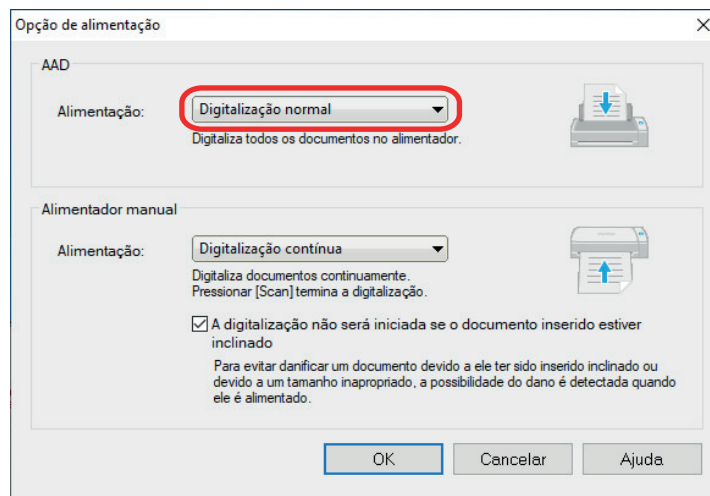 Opção de alimentação
AAD
Alimentação:
Digitalização normal
Digitaliza todos os documentos no alimentador.
Alimentador manual
Alimentação:
Digitalização contínua
Digitaliza documentos continuamente.
Pressionar [Scan] termina a digitalização.
A digitalização não será iniciada se o documento inserido estiver
inclinado
Para evitar danificar um documento devido a ele ter sido inserido inclinado ou
devido a um tamanho inapropriado, a possibilidade do dano é detectada quando
ele é alimentado.
OK
Cancelar
Ajuda